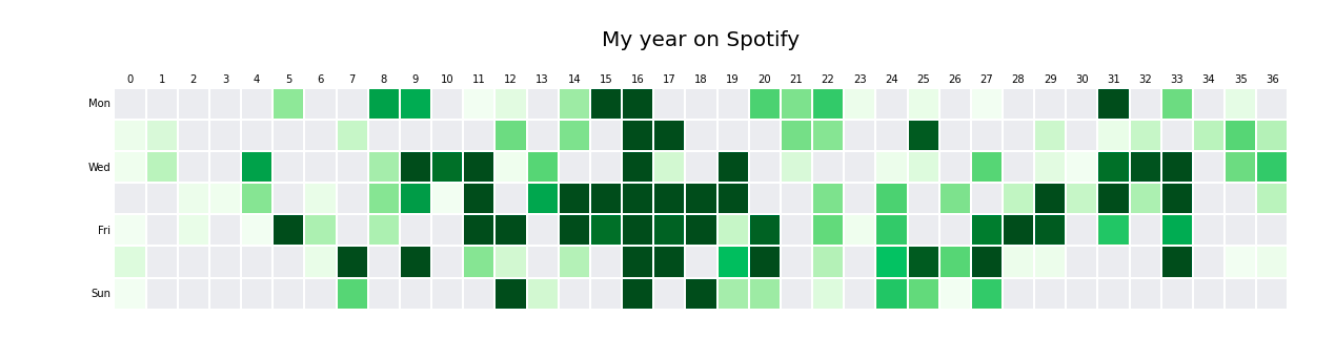 My year on Spotify
0 1 2 3 4 5 6 7 8 9 10 11 12 13 14 15 16 17 18 19 20 21 22 23 24 25 26 27 28 29 30 31 32 33 34 35 36
Mon
Wed
Fri
Sun